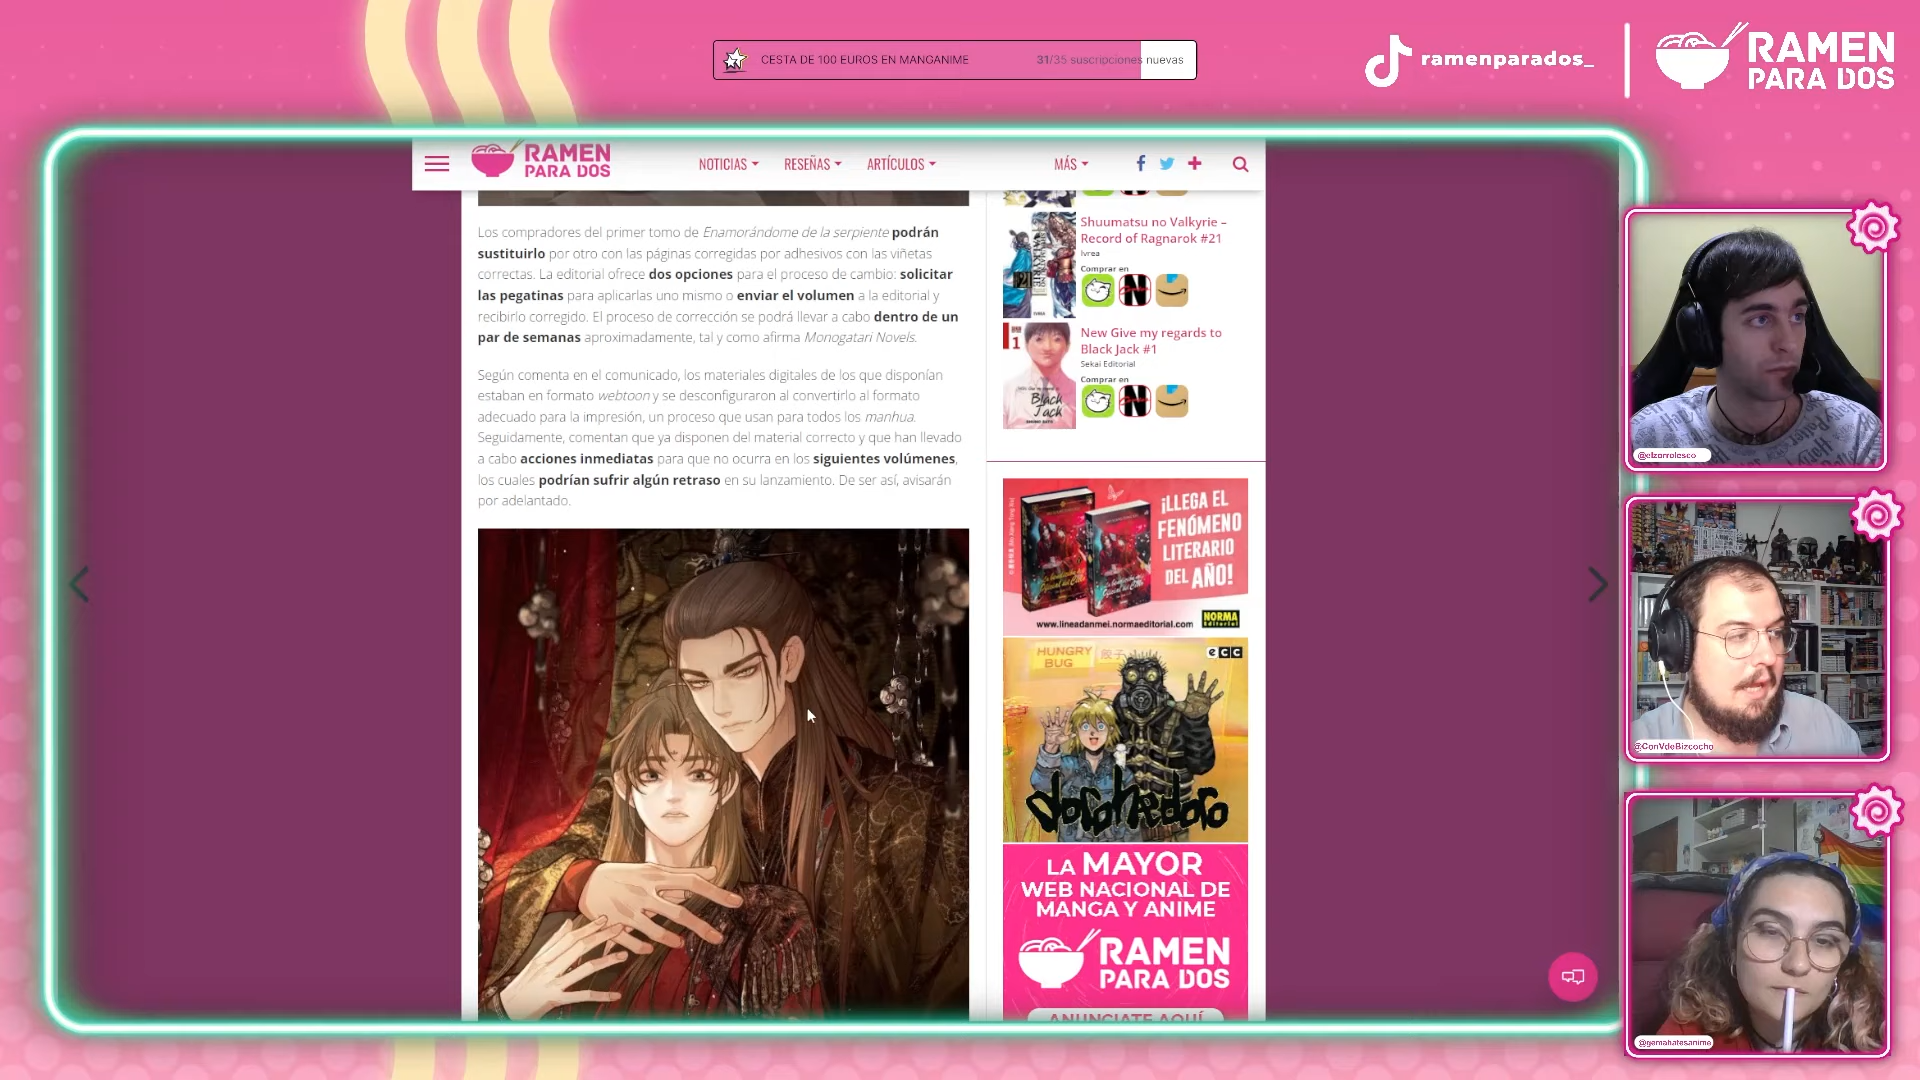 CESTA DE 100 EUROS EN MANGANIME
31/35 suscripciones nuevas
ramenparados_
RAMEN
PARA DOS
RAMEN
PARA DOS
NOTICIAS
RESEÑAS
ARTÍCULOS
MÁS
Los compradores del primer tomo de Enamorándome de la serpiente podrán
sustituirlo por otro con las páginas corregidas por adhesivos con las viñetas
correctas. La editorial ofrece dos opciones para el proceso de cambio: solicitar
las pegatinas para aplicarlas uno mismo o enviar el volumen a la editorial y
recibirlo corregido. El proceso de corrección se podrá llevar a cabo dentro de un
par de semanas aproximadamente, tal y como afirma Monogatari Novels.
Según comenta en el comunicado, los materiales digitales de los que disponían
estaban en formato webtoon y se desconfiguraron al convertirlo al formato
adecuado para la impresión, un proceso que usan para todos los manhua.
Seguidamente, comentan que ya disponen del material correcto y que han llevado
a cabo acciones inmediatas para que no ocurra en los siguientes volúmenes,
los cuales podrían sufrir algún retraso en su lanzamiento. De ser así, avisarán
por adelantado.
Shuumatsu no Valkyrie –
Record of Ragnarok #21
Ivrea
Comprar en
New Give my regards to
Black Jack #1
Sekai Editorial
Comprar en
1
Black
Jack
¡LLEGA EL
FENÓMENO
LITERARIO
DEL AÑO!
www.lineadanmei.normaeditorial.com
NORMA
Editorial
HUNGRY
BUG
ecc
dorohedoro
LA MAYOR
WEB NACIONAL DE
MANGA Y ANIME
RAMEN
PARA DOS
ANUNCIATE AQUÍ
@elzorrolesco
@ConVdeBizcocho
@gemahatesanime